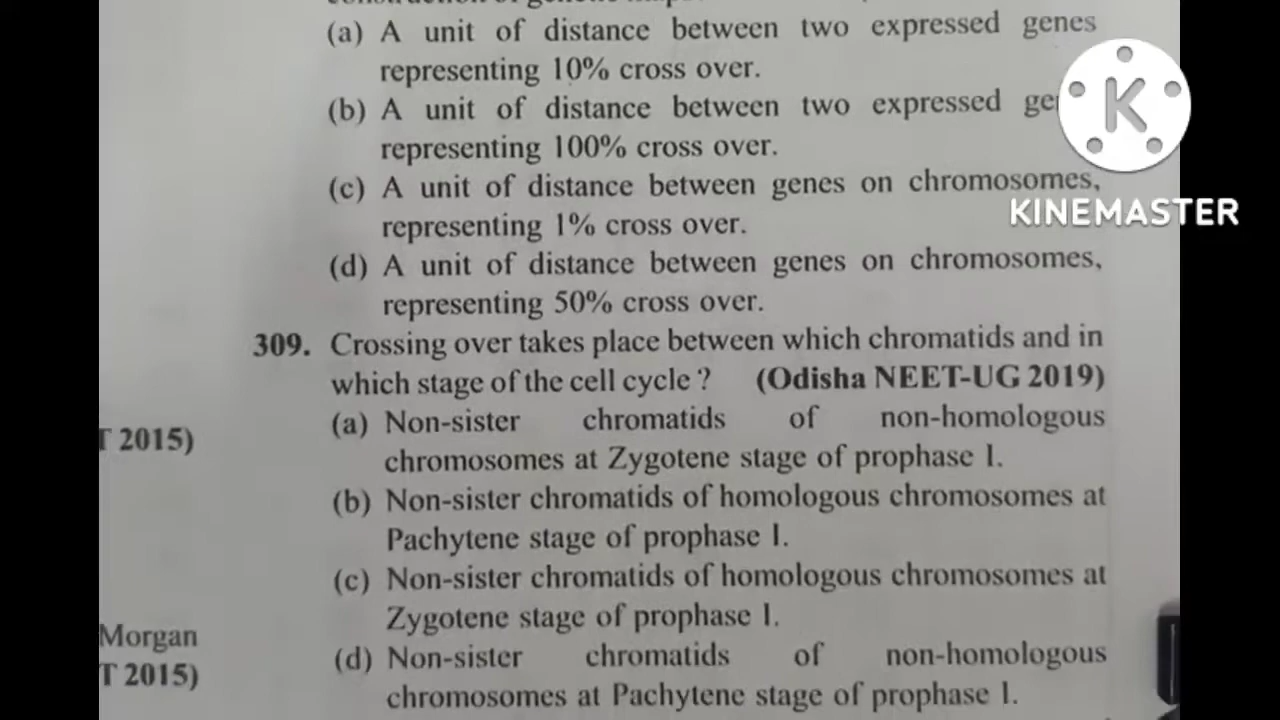 (a) A unit of distance between two expressed genes
representing 10% cross over.
(b) A unit of distance between two expressed
representing 100% cross over.
(c) A unit of distance between genes on chromosomes,
representing 1% cross over.
(d) A unit of distance between genes on chromosomes,
representing 50% cross over.
309. Crossing over takes place between which chromatids and in
which stage of the cell cycle ? (Odisha NEET-UG 2019)
(a) Non-sister chromatids of non-homologous
chromosomes at Zygotene stage of prophase I.
(b) Non-sister chromatids of homologous chromosomes at
Pachytene stage of prophase I.
(c) Non-sister chromatids of homologous chromosomes at
Zygotene stage of prophase I.
(d) Non-sister chromatids of non-homologous
chromosomes at Pachytene stage of prophase I.
T 2015)
Morgan
T 2015)
K
KINEMASTER